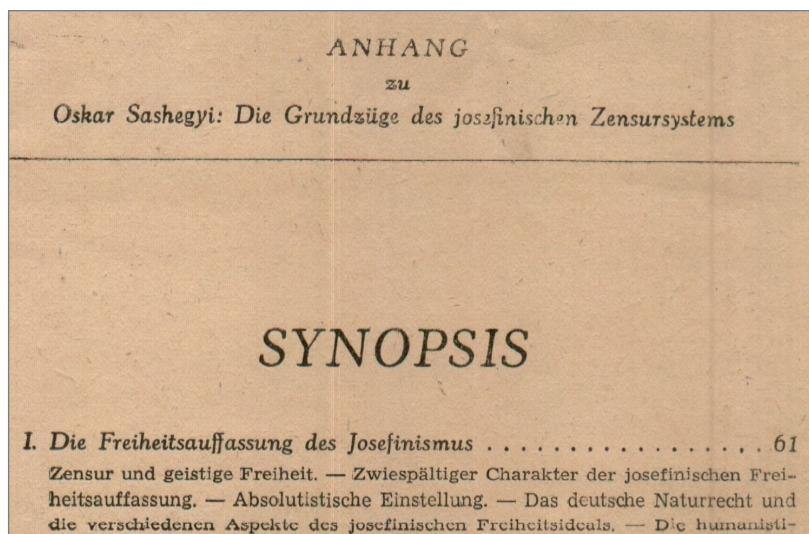 ANHANG
zu
Oskar Sashegyi: Die Grundzüge des josefinischen Zensursystems
SYNOPSIS
I. Die Freiheitsauffassung des Josefinismus . . . . . . . . . . . . . . . . . . 61
Zensur und geistige Freiheit. — Zwiespältiger Charakter der josefinischen Frei-
heitsauffassung. — Absolutistische Einstellung. — Das deutsche Naturrecht und
die verschiedenen Aspekte des josefinischen Freiheitsideals. — Die humanisti-